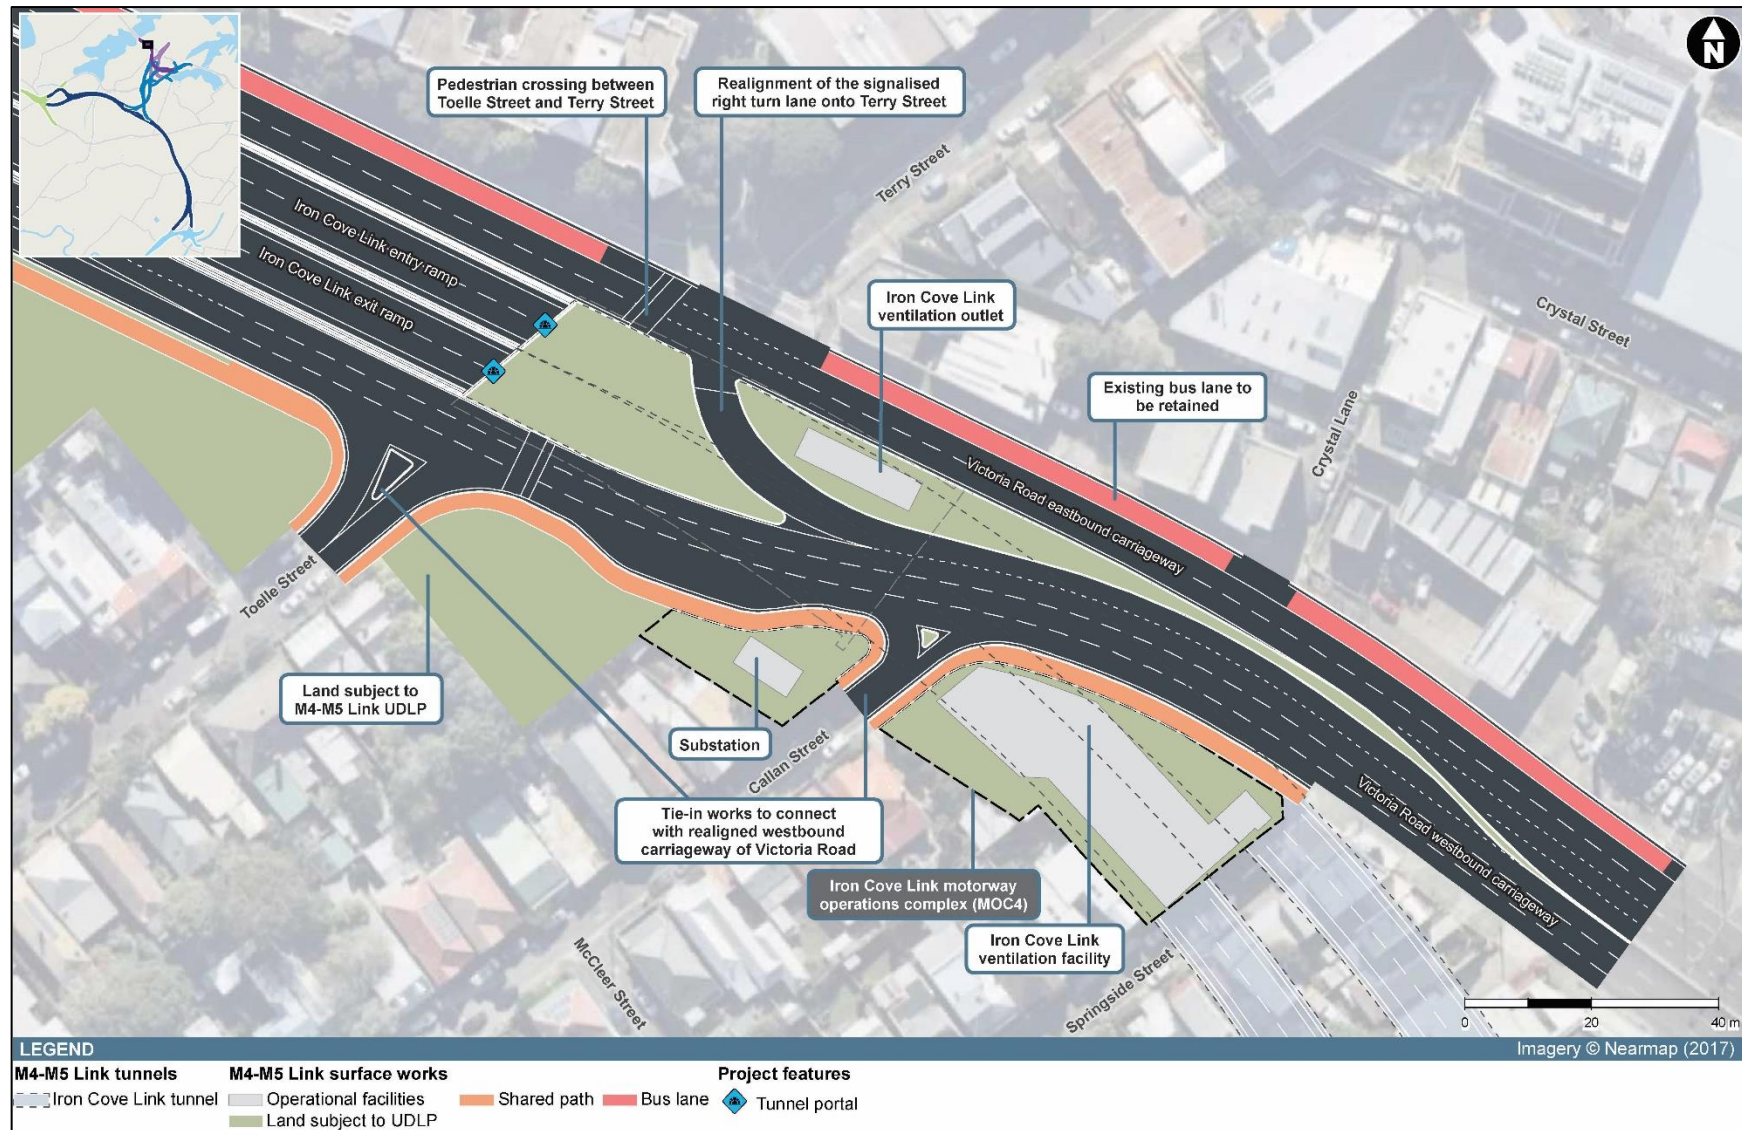 N
Pedestrian crossing between
Toelle Street and Terry Street
Realignment of the signalised
right turn lane onto Terry Street
Terry Street
Iron Cove Link entry ramp
Iron Cove Link exit ramp
Iron Cove Link
ventilation outlet
Crystal Street
Existing bus lane to
be retained
Crystal Lane
Victoria Road eastbound carriageway
Toelle Street
Land subject to
M4-M5 Link UDLP
Substation
Callan Street
Tie-in works to connect
with realigned westbound
carriageway of Victoria Road
Victoria Road westbound carriageway
Iron Cove Link motorway
operations complex (MOC4)
Iron Cove Link
ventilation facility
McCleer Street
Springside Street
0 20 40 m
LEGEND
Imagery © Nearmap (2017)
M4-M5 Link tunnels
Iron Cove Link tunnel
M4-M5 Link surface works
Operational facilities
Land subject to UDLP
Shared path
Bus lane
Project features
Tunnel portal